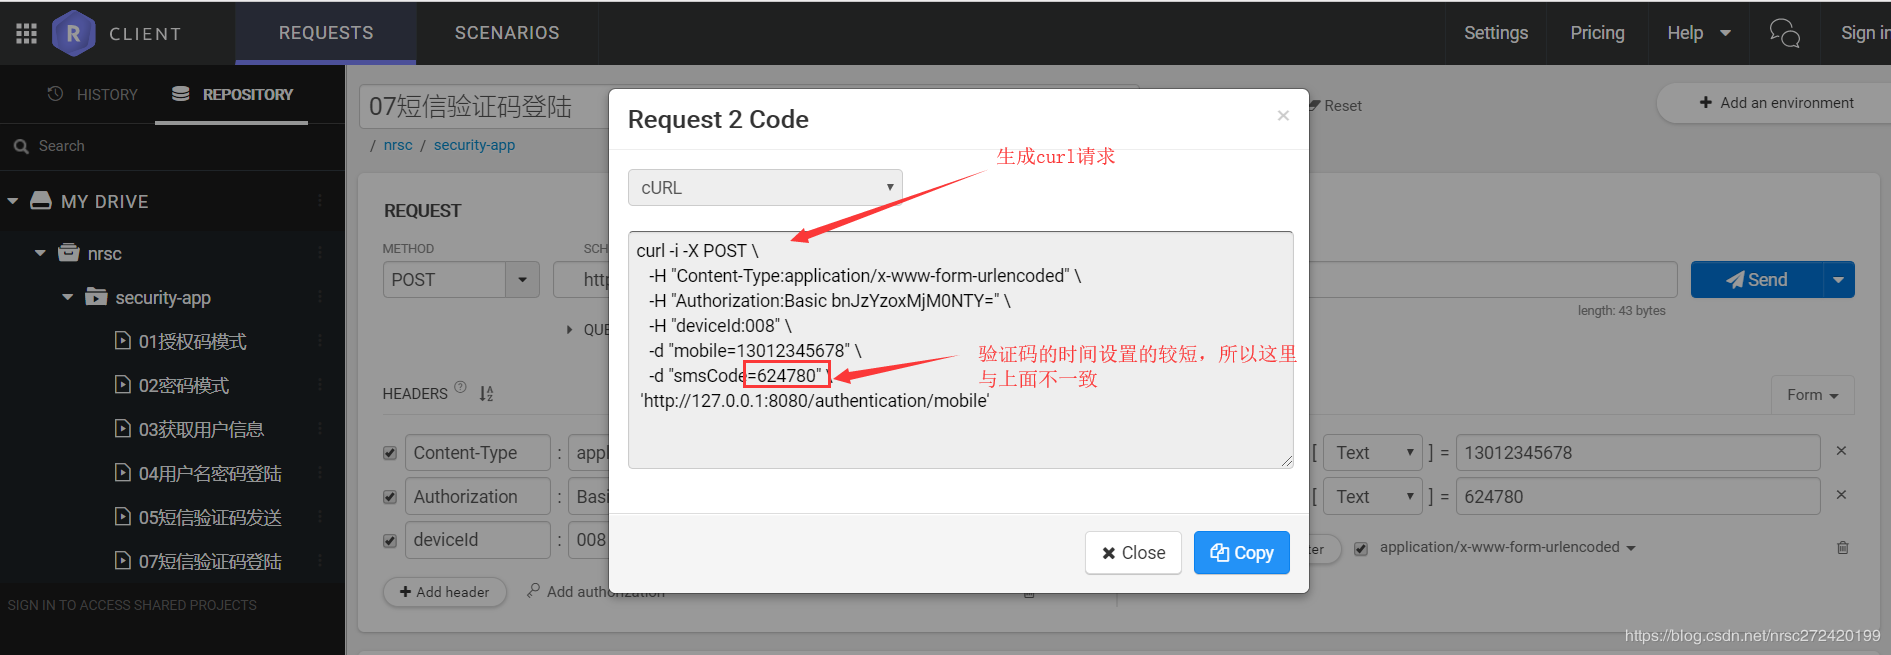 R CLIENT
REQUESTS
SCENARIOS
Settings
Pricing
Help
Sign in
HISTORY
REPOSITORY
Search
MY DRIVE
nrsc
security-app
01授权码模式
02密码模式
03获取用户信息
04用户名密码登陆
05短信验证码发送
07短信验证码登陆
SIGN IN TO ACCESS SHARED PROJECTS
07短信验证码登陆
Reset
Add an environment
/ nrsc / security-app
REQUEST
METHOD
SCH
POST
htt
Send
length: 43 bytes
QUE
HEADERS
Form
Content-Type : appl
Authorization : Basi
deviceId : 008
Add header
Add authorization
[ Text ] = 13012345678
[ Text ] = 624780
ter
application/x-www-form-urlencoded
Request 2 Code
×
生成curl请求
cURL
curl -i -X POST \
-H "Content-Type:application/x-www-form-urlencoded" \
-H "Authorization:Basic bnJzYzoxMjM0NTY=" \
-H "deviceId:008" \
-d "mobile=13012345678" \
-d "smsCode=624780" \
'http://127.0.0.1:8080/authentication/mobile'
验证码的时间设置的较短，所以这里
与上面不一致
Close
Copy
https://blog.csdn.net/nrsc272420199